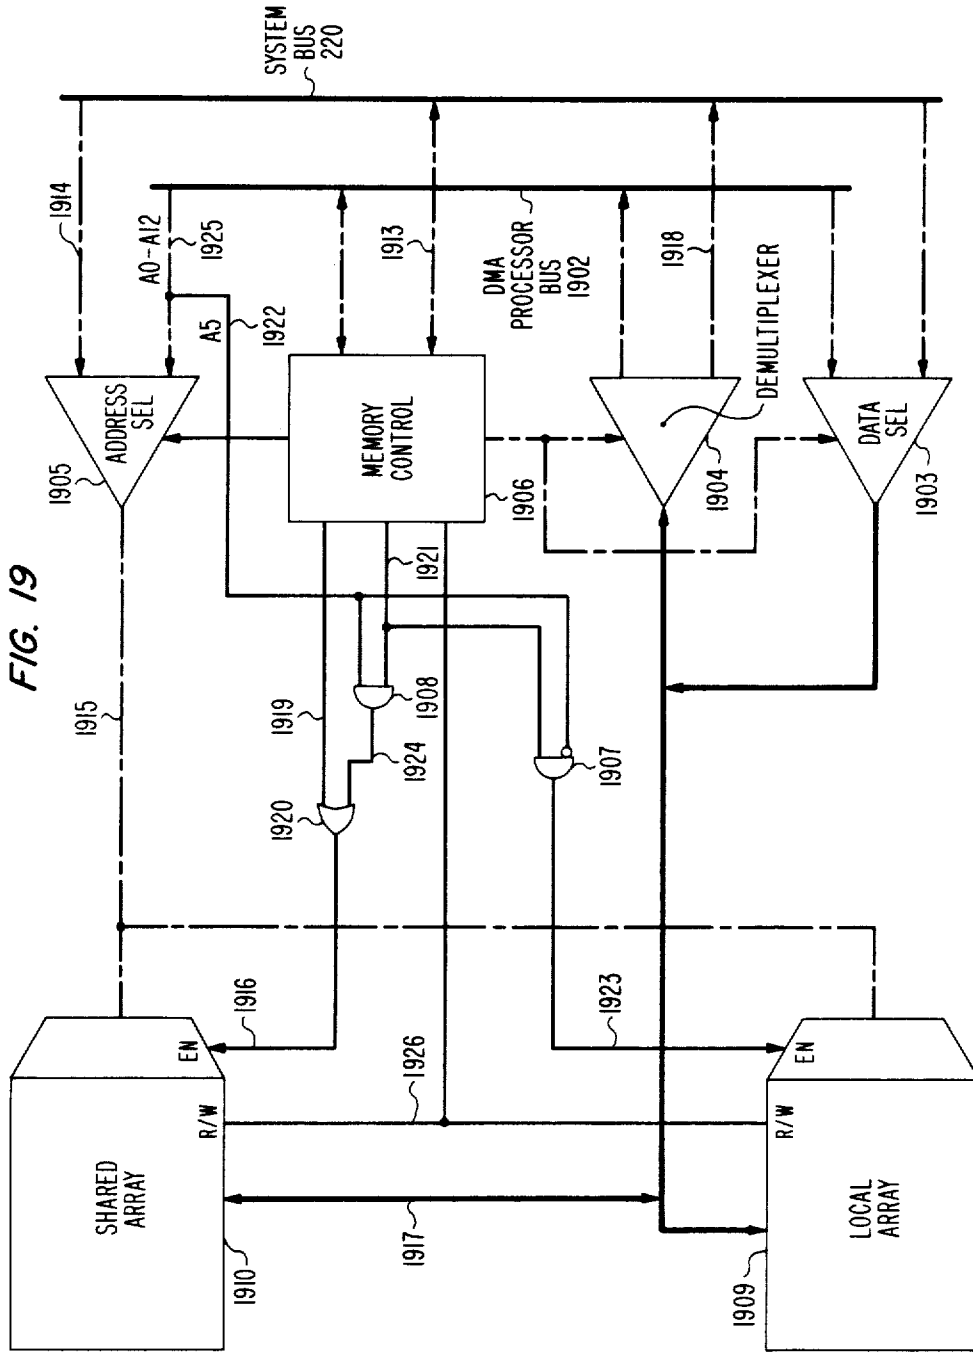 FIG. 19
SHARED
ARRAY
1910
R/W
EN
1916
1926
1917
1915
1905
ADDRESS
SEL
1914
A0-A12
1925
A5
1922
SYSTEM
BUS
220
1920
1919
1924
1908
1921
MEMORY
CONTROL
1906
1913
DMA
PROCESSOR
BUS
1902
1907
1923
1904
DEMULTIPLEXER
1918
DATA
SEL
1903
LOCAL
ARRAY
1909
R/W
EN